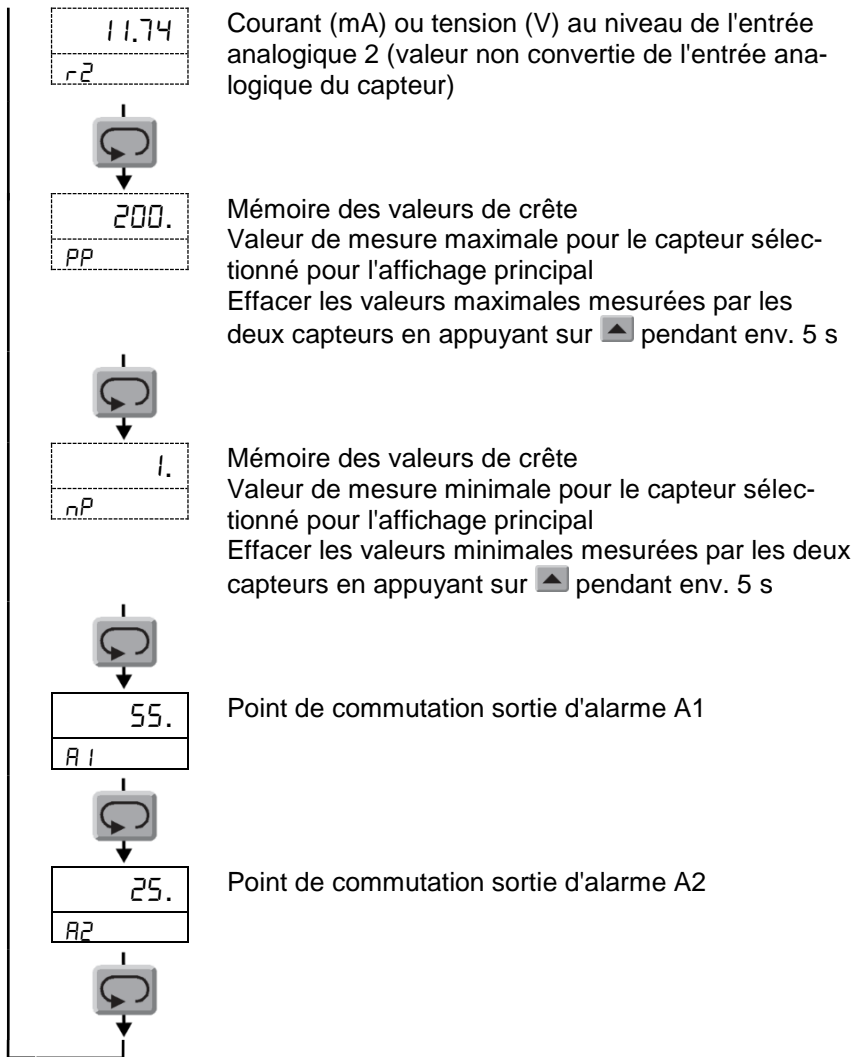 11.74
r2
Courant (mA) ou tension (V) au niveau de l'entrée
analogique 2 (valeur non convertie de l'entrée ana-
logique du capteur)
200.
PP
Mémoire des valeurs de crête
Valeur de mesure maximale pour le capteur sélec-
tionné pour l'affichage principal
Effacer les valeurs maximales mesurées par les
deux capteurs en appuyant sur pendant env. 5 s
1.
nP
Mémoire des valeurs de crête
Valeur de mesure minimale pour le capteur sélec-
tionné pour l'affichage principal
Effacer les valeurs minimales mesurées par les deux
capteurs en appuyant sur pendant env. 5 s
55.
A1
Point de commutation sortie d'alarme A1
25.
A2
Point de commutation sortie d'alarme A2